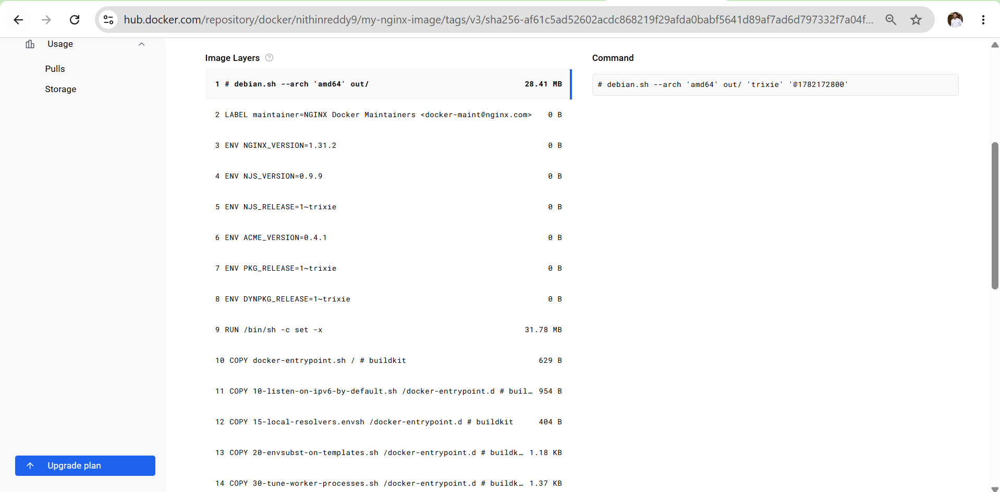 hub.docker.com/repository/docker/nithinreddy9/my-nginx-image/tags/v3/sha256-af61c5ad52602acdc868219f29afda0babf5641d89af7ad6d797332f7a04f...
Usage
Pulls
Storage
Upgrade plan
Image Layers
1 # debian.sh --arch 'amd64' out/ 28.41 MB
2 LABEL maintainer=NGINX Docker Maintainers <docker-maint@nginx.com> 0 B
3 ENV NGINX_VERSION=1.31.2 0 B
4 ENV NJS_VERSION=0.9.9 0 B
5 ENV NJS_RELEASE=1~trixie 0 B
6 ENV ACME_VERSION=0.4.1 0 B
7 ENV PKG_RELEASE=1~trixie 0 B
8 ENV DYNPKG_RELEASE=1~trixie 0 B
9 RUN /bin/sh -c set -x 31.78 MB
10 COPY docker-entrypoint.sh / # buildkit 629 B
11 COPY 10-listen-on-ipv6-by-default.sh /docker-entrypoint.d # buil… 954 B
12 COPY 15-local-resolvers.envsh /docker-entrypoint.d # buildkit 404 B
13 COPY 20-envsubst-on-templates.sh /docker-entrypoint.d # buildk… 1.18 KB
14 COPY 30-tune-worker-processes.sh /docker-entrypoint.d # buildk… 1.37 KB
Command
# debian.sh --arch 'amd64' out/ 'trixie' '@1782172800'